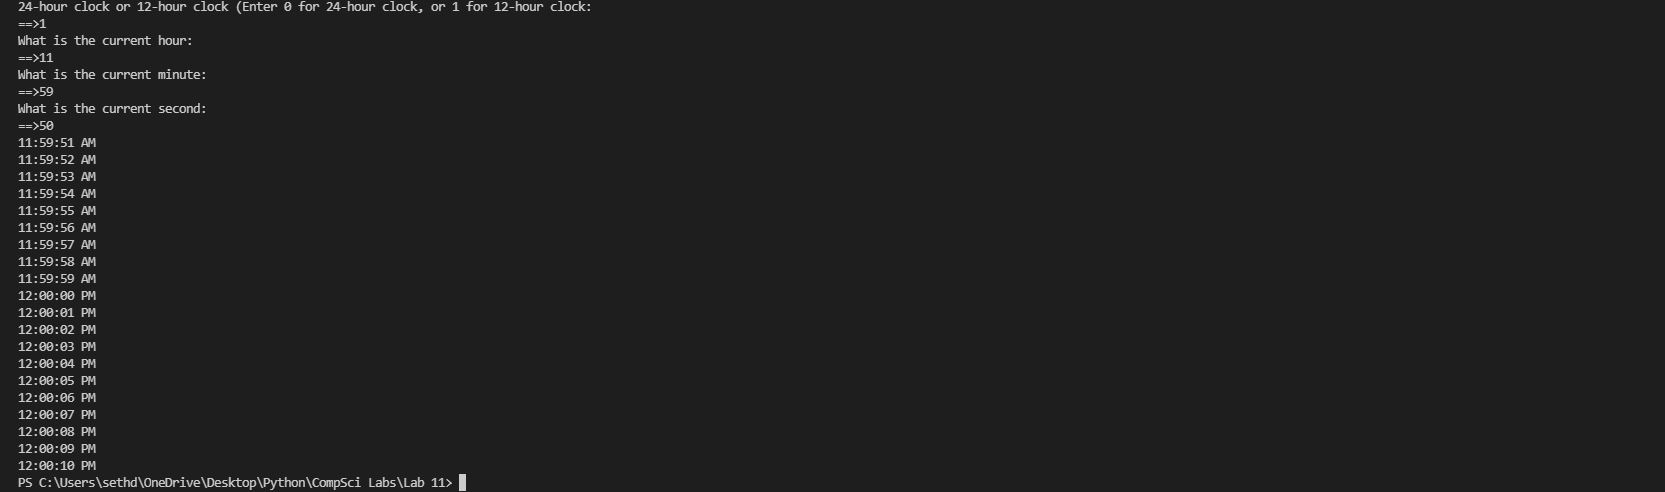 24-hour clock or 12-hour clock (Enter 0 for 24-hour clock, or 1 for 12-hour clock:
==>1
What is the current hour:
==>11
What is the current minute:
==>59
What is the current second:
==>50
11:59:51 AM
11:59:52 AM
11:59:53 AM
11:59:54 AM
11:59:55 AM
11:59:56 AM
11:59:57 AM
11:59:58 AM
11:59:59 AM
12:00:00 PM
12:00:01 PM
12:00:02 PM
12:00:03 PM
12:00:04 PM
12:00:05 PM
12:00:06 PM
12:00:07 PM
12:00:08 PM
12:00:09 PM
12:00:10 PM
PS C:\Users\sethd\OneDrive\Desktop\Python\CompSci Labs\Lab 11>